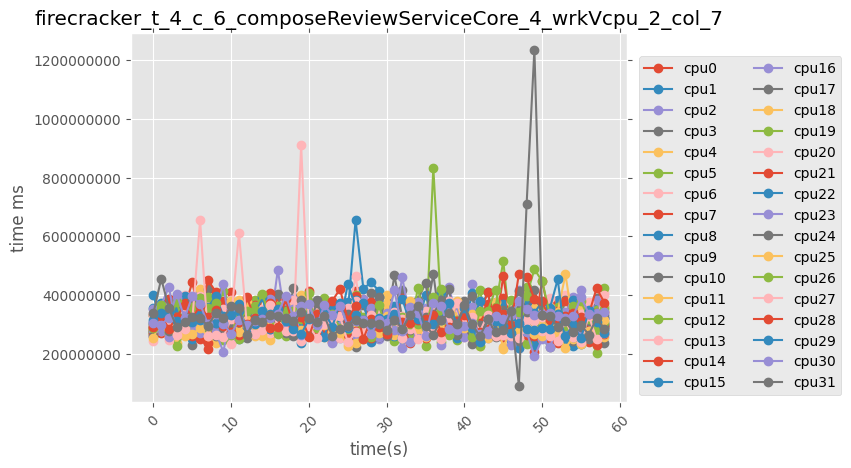 firecracker_t_4_c_6_composeReviewServiceCore_4_wrkVcpu_2_col_7
1200000000
1000000000
800000000
600000000
400000000
200000000
time ms
0
10
20
30
40
50
60
time(s)
cpu0
cpu1
cpu2
cpu3
cpu4
cpu5
cpu6
cpu7
cpu8
cpu9
cpu10
cpu11
cpu12
cpu13
cpu14
cpu15
cpu16
cpu17
cpu18
cpu19
cpu20
cpu21
cpu22
cpu23
cpu24
cpu25
cpu26
cpu27
cpu28
cpu29
cpu30
cpu31